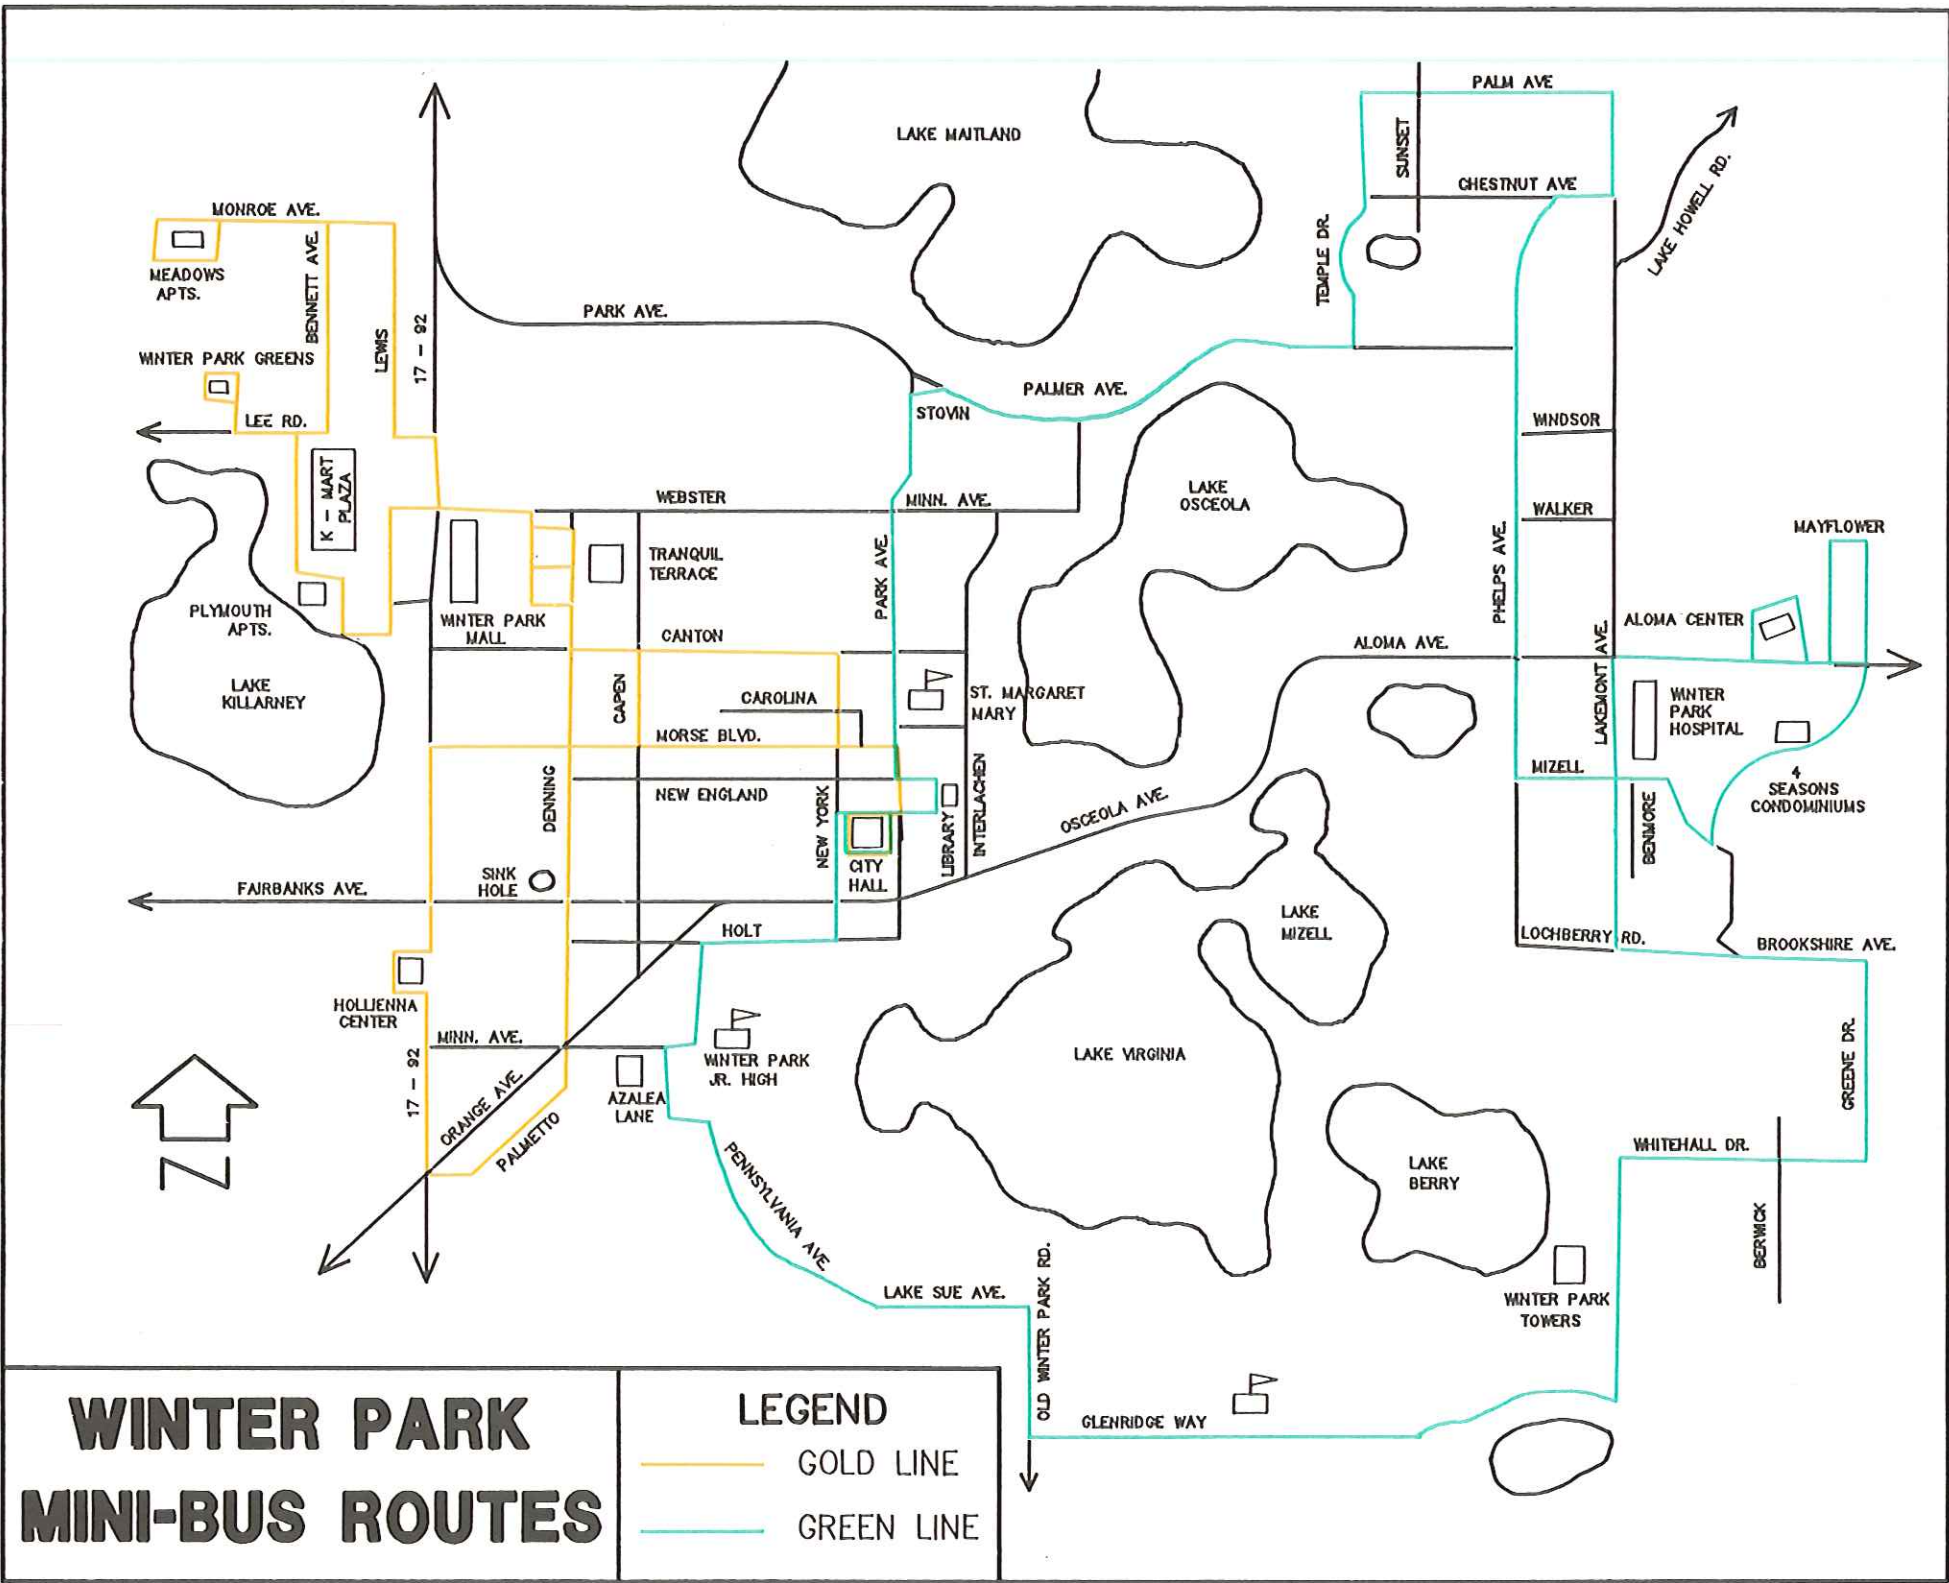 PALM AVE
SUNSET
LAKE MAITLAND
CHESTNUT AVE
LAKE HOWELL RD.
MONROE AVE.
MEADOWS
APTS.
BENNETT AVE.
TEMPLE DR.
PARK AVE.
LEWIS
17 - 92
WINTER PARK GREENS
LEE RD.
STOVIN
PALMER AVE.
WINDSOR
K - MART
PLAZA
WEBSTER
MINN. AVE.
LAKE
OSCEOLA
WALKER
MAYFLOWER
TRANQUIL
TERRACE
PARK AVE.
PHELPS AVE.
PLYMOUTH
APTS.
WINTER PARK
MALL
CANTON
ALOMA AVE.
LAKEMONT AVE.
ALOMA CENTER
LAKE
KILLARNEY
CAPEN
CAROLINA
ST. MARGARET
MARY
WINTER
PARK
HOSPITAL
MORSE BLVD.
DENNING
NEW ENGLAND
NEW YORK
LIBRARY
INTERLACHEN
OSCEOLA AVE.
MIZELL
BENMORE
4
SEASONS
CONDOMINIUMS
SINK
HOLE
CITY
HALL
FAIRBANKS AVE.
HOLT
LAKE
MIZELL
LOCHBERRY RD.
BROOKSHIRE AVE.
HOLLIENNA
CENTER
MINN. AVE.
17 - 92
ORANGE AVE.
PALMETTO
AZALEA
LANE
WINTER PARK
JR. HIGH
LAKE VIRGINIA
GREENE DR.
N
PENNSYLVANIA AVE.
LAKE
BERRY
WHITEHALL DR.
BERWICK
LAKE SUE AVE.
OLD WINTER PARK RD.
WINTER PARK
TOWERS
GLENRIDGE WAY
WINTER PARK
MINI-BUS ROUTES
LEGEND
GOLD LINE
GREEN LINE